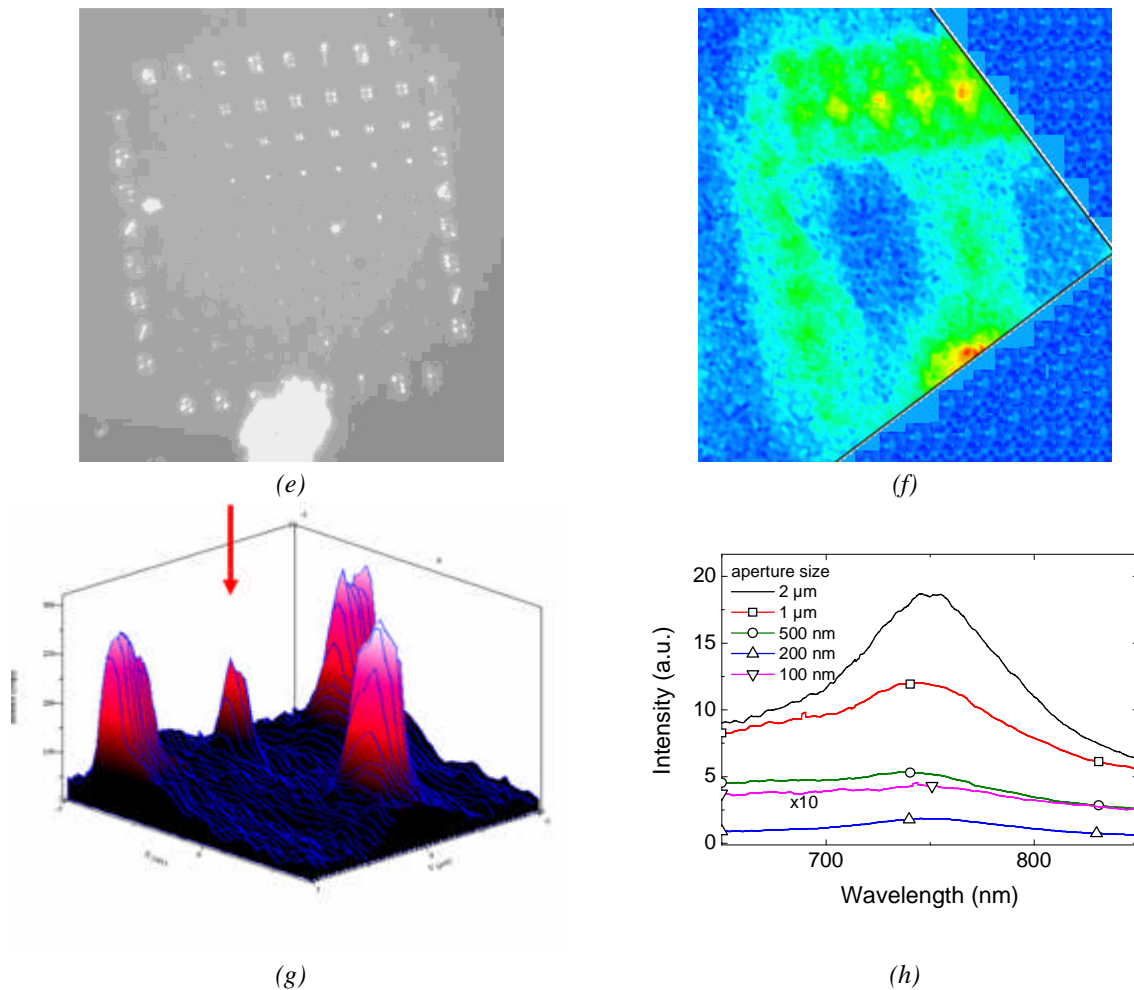 (e)
(f)
(g)
aperture size
2 µm
1 µm
500 nm
200 nm
100 nm
x10
20
15
10
5
0
700
800
Intensity (a.u.)
Wavelength (nm)
(h)